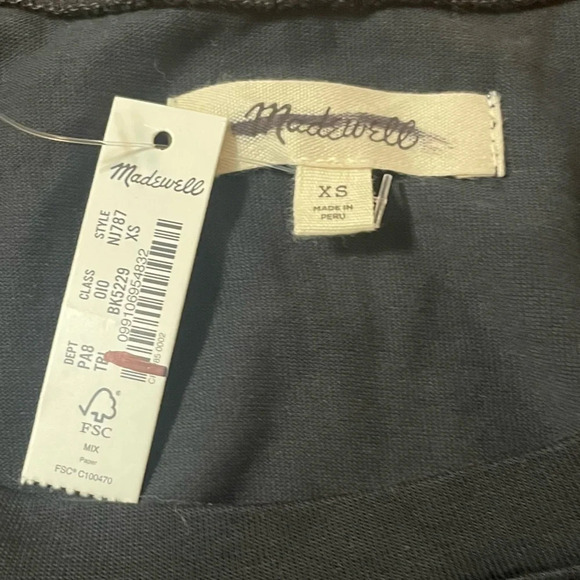 Madewell
XS
MADE IN
PERU
Madewell
STYLE
NI787
XS
CLASS
010
BK5229
DEPT
PA8
099106954832
FSC
MIX
Paper
FSC® C100470